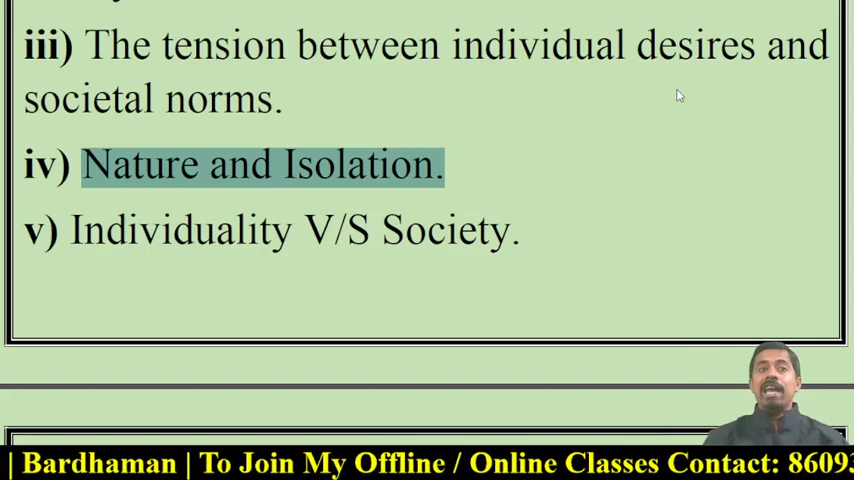 iii) The tension between individual desires and
societal norms.
iv) Nature and Isolation.
v) Individuality V/S Society.
| Bardhaman | To Join My Offline / Online Classes Contact: 8609